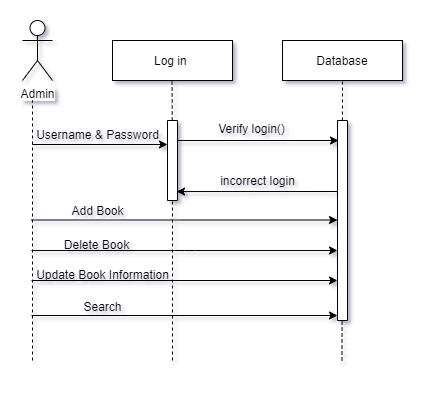 Log in
Database
Admin
Username & Password
Verify login()
incorrect login
Add Book
Delete Book
Update Book Information
Search